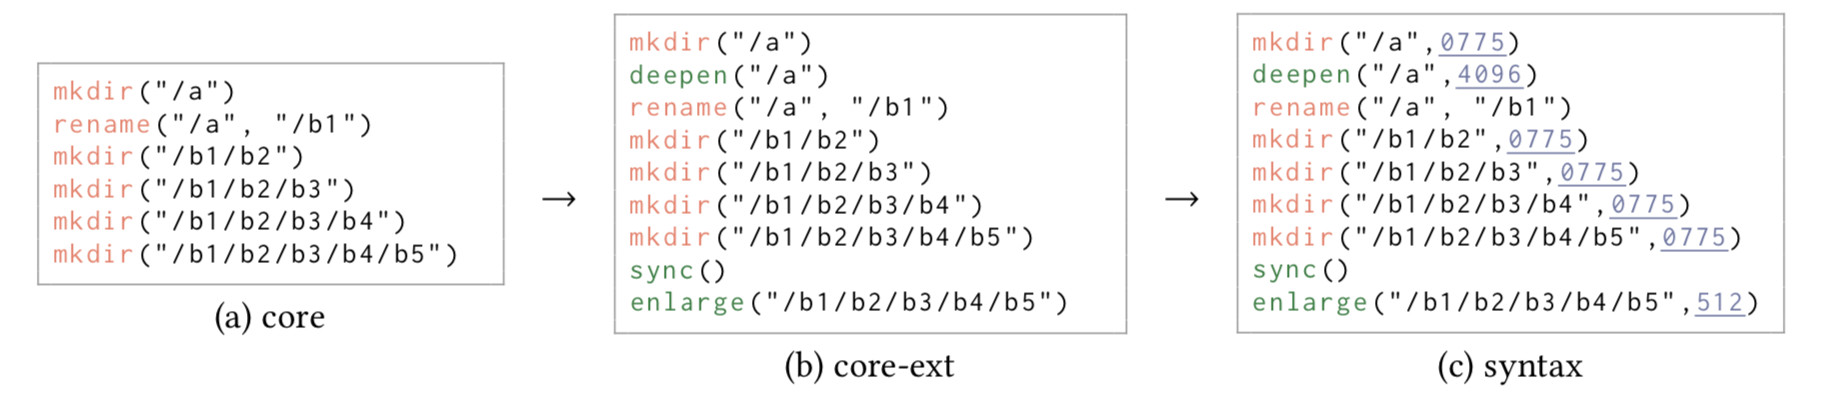 mkdir("/a")
rename("/a", "/b1")
mkdir("/b1/b2")
mkdir("/b1/b2/b3")
mkdir("/b1/b2/b3/b4")
mkdir("/b1/b2/b3/b4/b5")
(a) core
→
mkdir("/a")
deepen("/a")
rename("/a", "/b1")
mkdir("/b1/b2")
mkdir("/b1/b2/b3")
mkdir("/b1/b2/b3/b4")
mkdir("/b1/b2/b3/b4/b5")
sync()
enlarge("/b1/b2/b3/b4/b5")
(b) core-ext
→
mkdir("/a",0775)
deepen("/a",4096)
rename("/a", "/b1")
mkdir("/b1/b2",0775)
mkdir("/b1/b2/b3",0775)
mkdir("/b1/b2/b3/b4",0775)
mkdir("/b1/b2/b3/b4/b5",0775)
sync()
enlarge("/b1/b2/b3/b4/b5",512)
(c) syntax